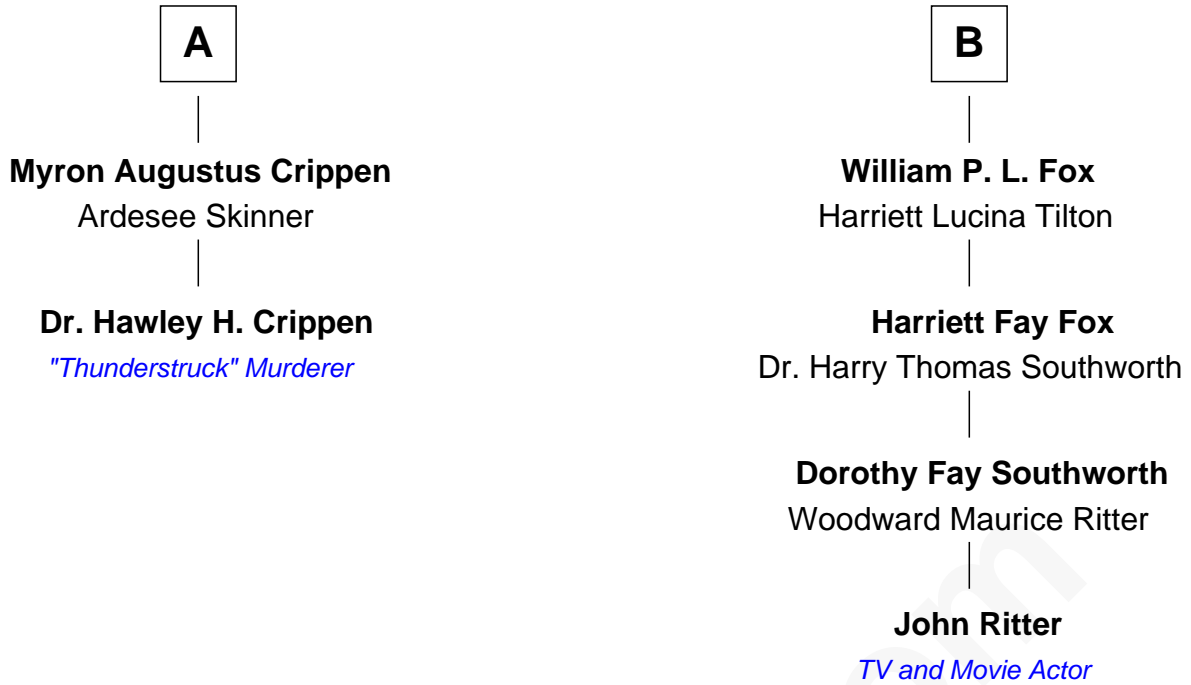 A
Myron Augustus Crippen
Ardesee Skinner
Dr. Hawley H. Crippen
"Thunderstruck" Murderer
B
William P. L. Fox
Harriett Lucina Tilton
Harriett Fay Fox
Dr. Harry Thomas Southworth
Dorothy Fay Southworth
Woodward Maurice Ritter
John Ritter
TV and Movie Actor